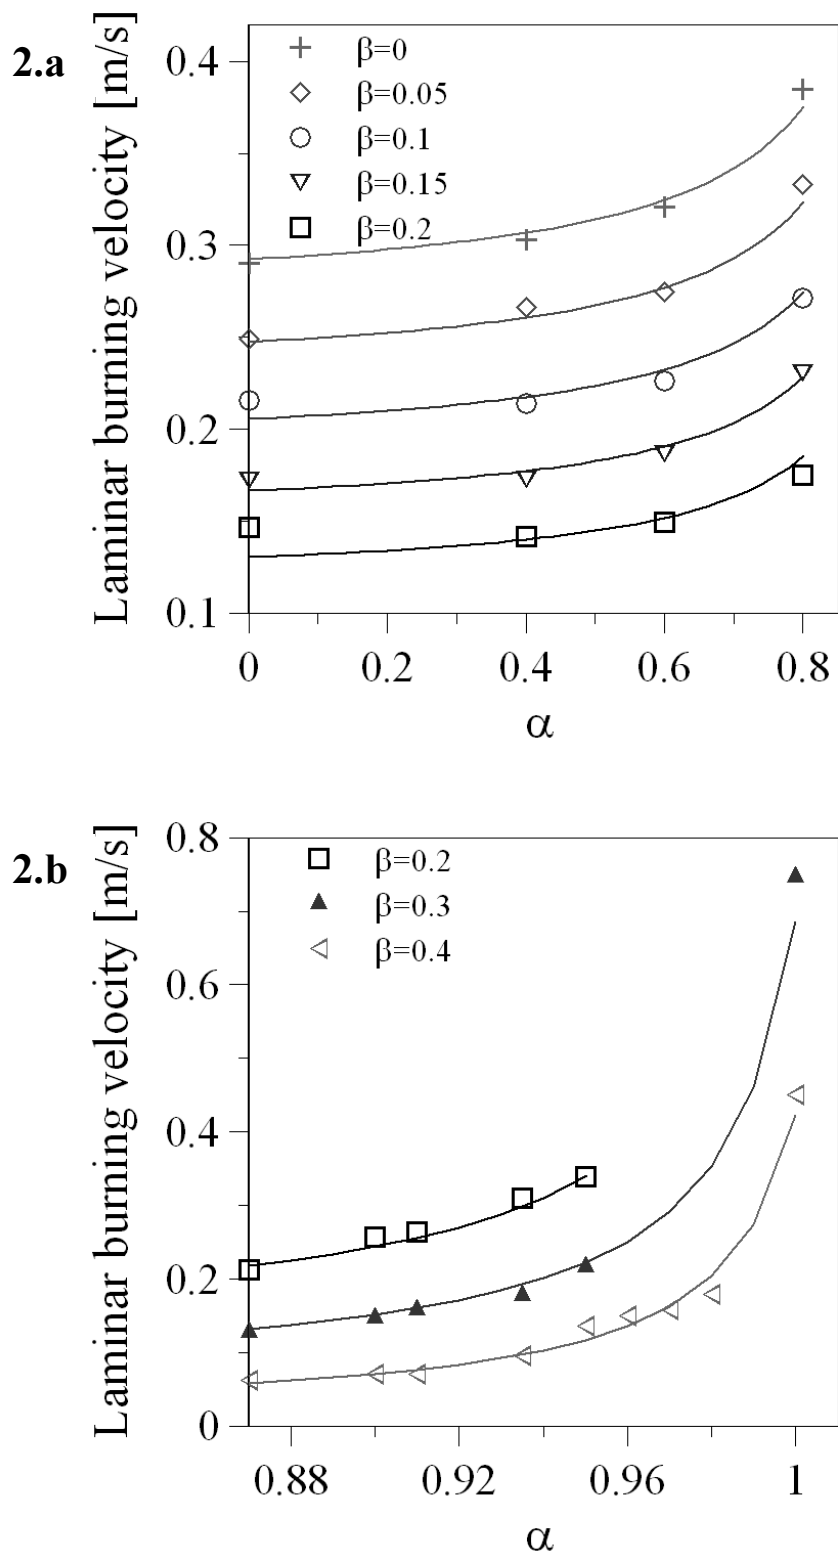 2.a
Laminar burning velocity [m/s]
0.4
0.3
0.2
0.1
β=0
β=0.05
β=0.1
β=0.15
β=0.2
0 0.2 0.4 0.6 0.8
α
2.b
Laminar burning velocity [m/s]
0.8
0.6
0.4
0.2
0
β=0.2
β=0.3
β=0.4
0.88 0.92 0.96 1
α